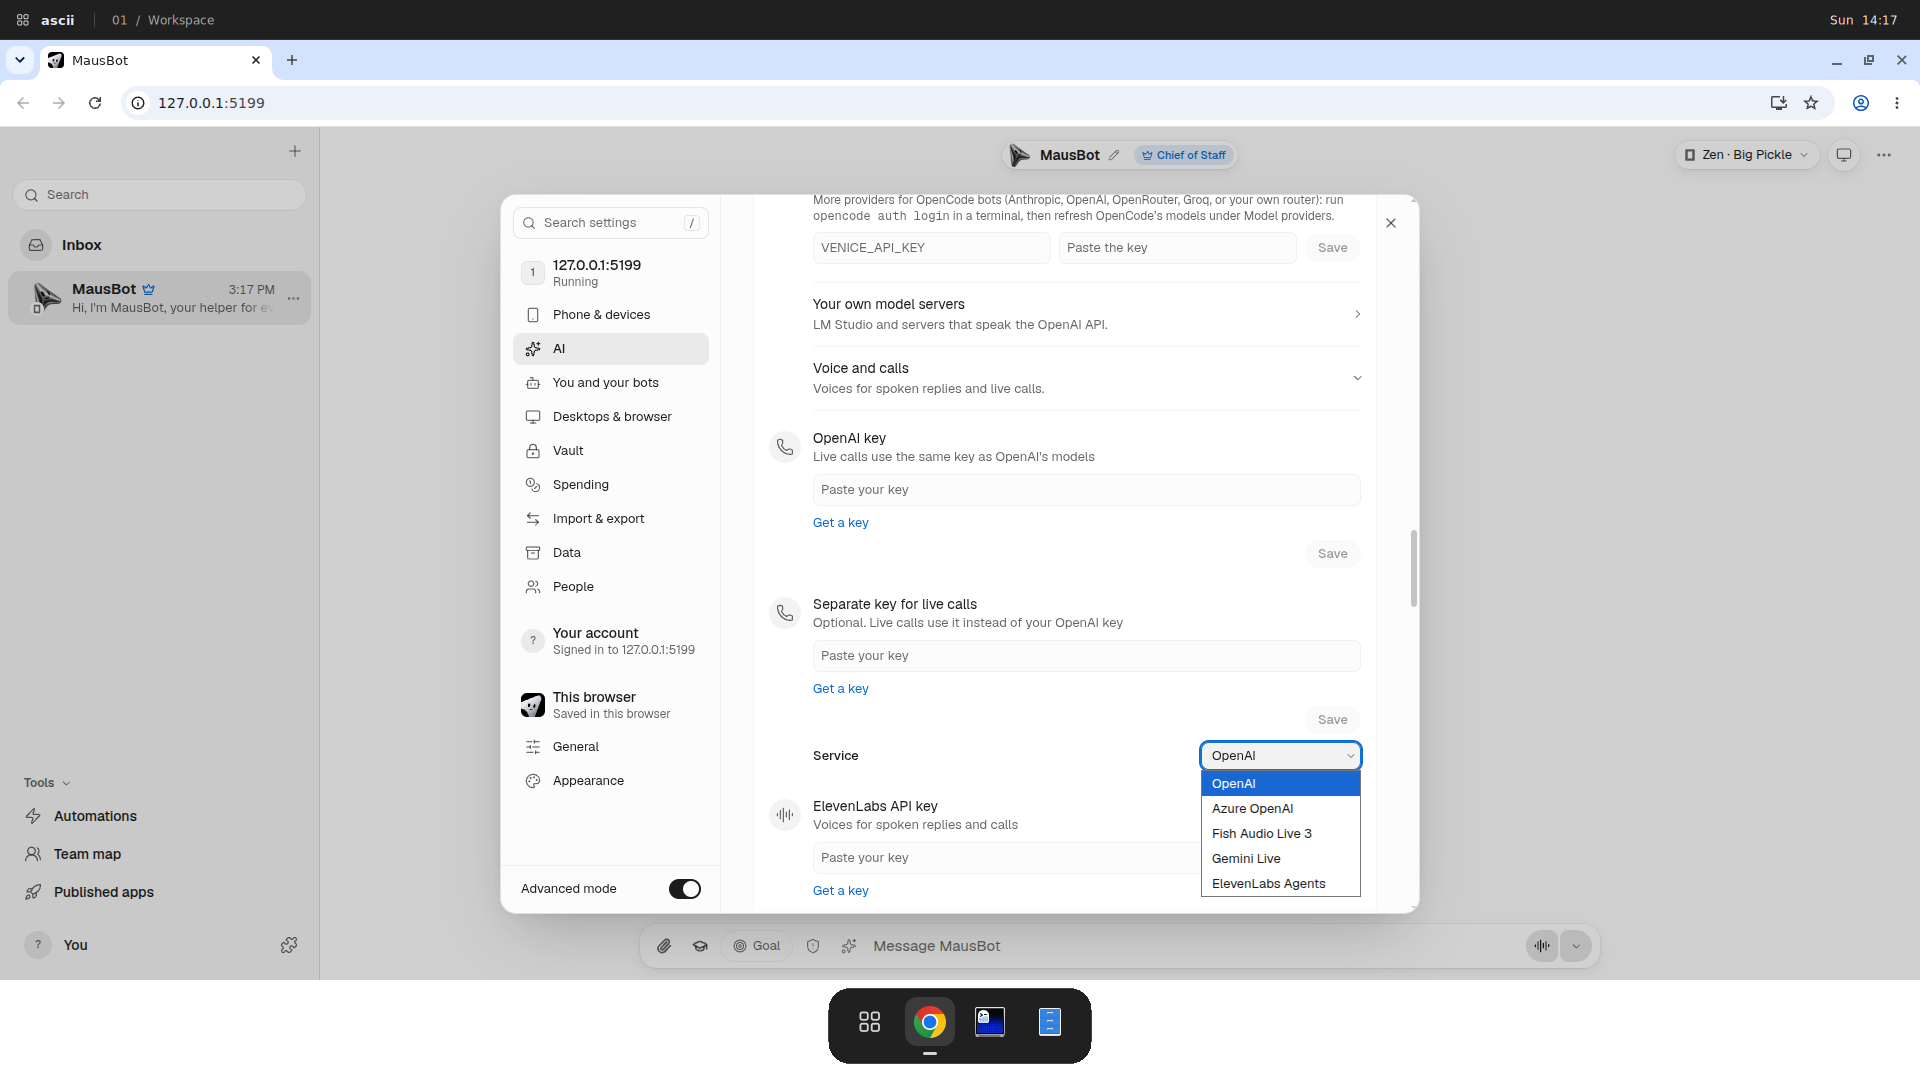 ascii
01 / Workspace
Sun 14:17
MausBot
127.0.0.1:5199
MausBot
Chief of Staff
Zen · Big Pickle
Search
Inbox
MausBot
3:17 PM
Hi, I'm MausBot, your helper for ev
Tools
Automations
Team map
Published apps
? You
Search settings
/
1
127.0.0.1:5199
Running
Phone & devices
AI
You and your bots
Desktops & browser
Vault
Spending
Import & export
Data
People
?
Your account
Signed in to 127.0.0.1:5199
This browser
Saved in this browser
General
Appearance
Advanced mode
More providers for OpenCode bots (Anthropic, OpenAI, OpenRouter, Groq, or your own router): run
opencode auth login in a terminal, then refresh OpenCode's models under Model providers.
VENICE_API_KEY
Paste the key
Save
Your own model servers
LM Studio and servers that speak the OpenAI API.
Voice and calls
Voices for spoken replies and live calls.
OpenAI key
Live calls use the same key as OpenAI's models
Paste your key
Get a key
Save
Separate key for live calls
Optional. Live calls use it instead of your OpenAI key
Paste your key
Get a key
Save
Service
OpenAI
OpenAI
Azure OpenAI
Fish Audio Live 3
Gemini Live
ElevenLabs Agents
ElevenLabs API key
Voices for spoken replies and calls
Paste your key
Get a key
Goal
Message MausBot